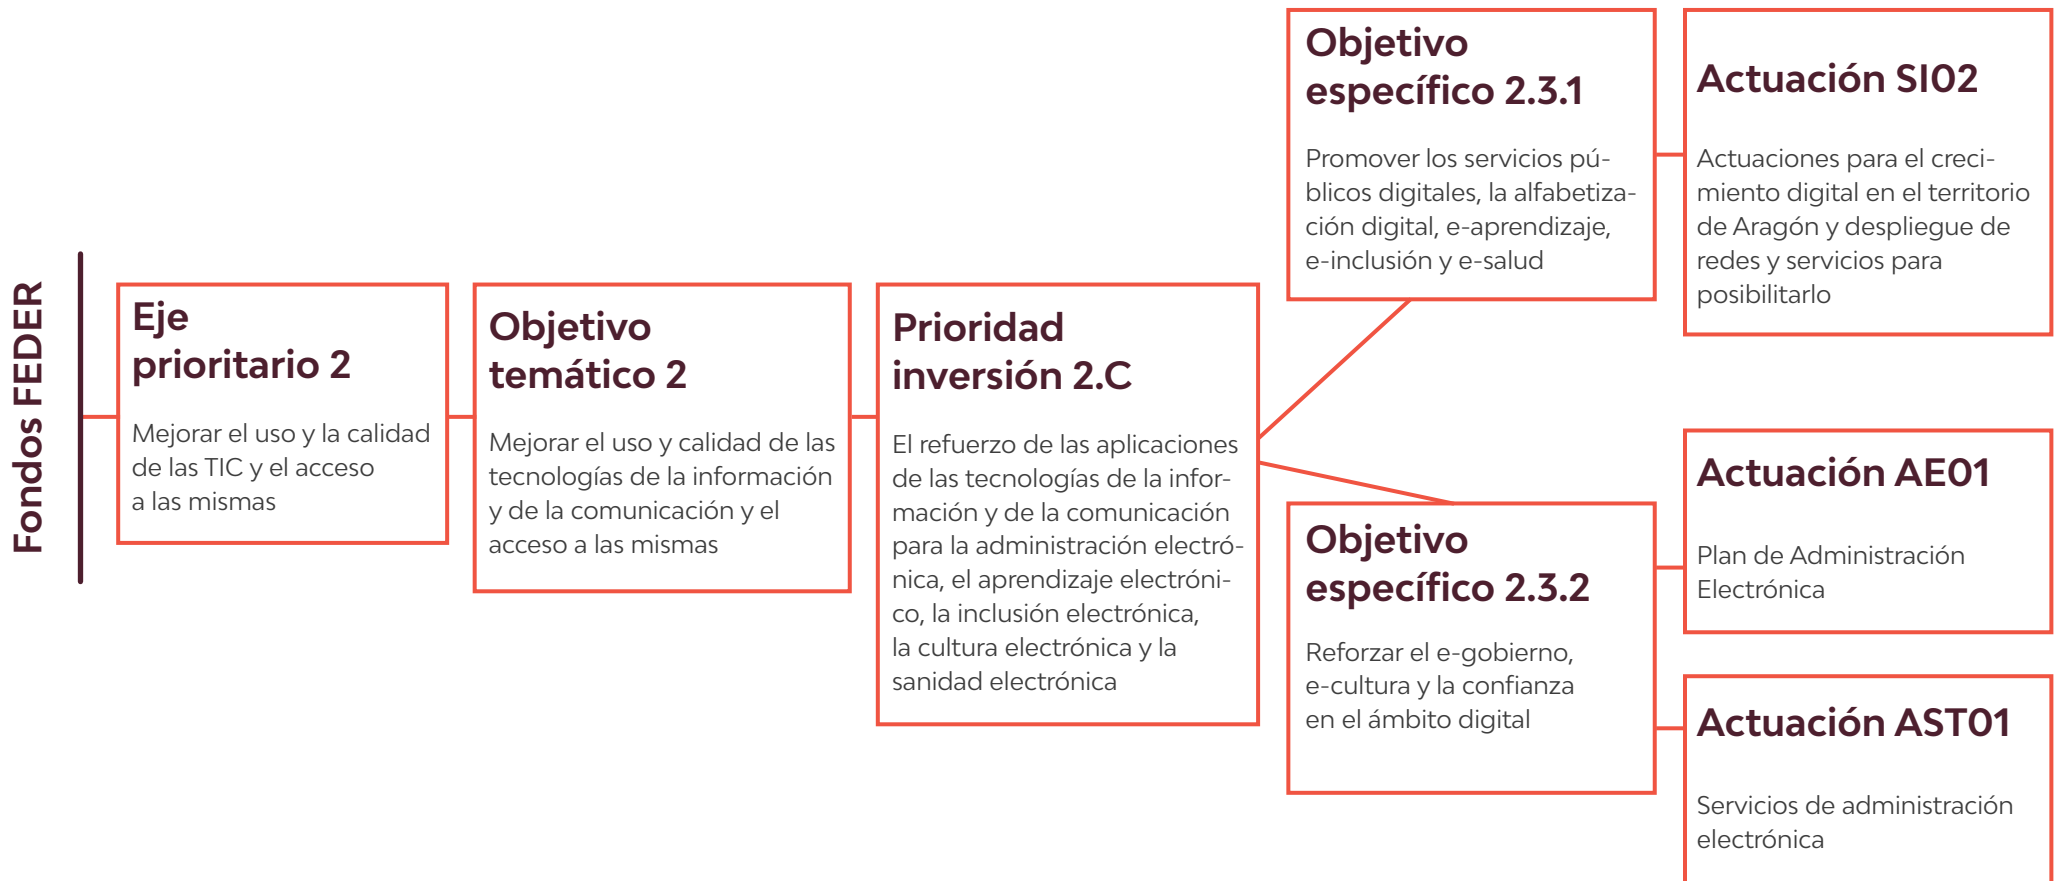 Fondos FEDER
Eje
prioritario 2
Mejorar el uso y la calidad
de las TIC y el acceso
a las mismas
Objetivo
temático 2
Mejorar el uso y calidad de las
tecnologías de la información
y de la comunicación y el
acceso a las mismas
Prioridad
inversión 2.C
El refuerzo de las aplicaciones
de las tecnologías de la infor-
mación y de la comunicación
para la administración electró-
nica, el aprendizaje electróni-
co, la inclusión electrónica,
la cultura electrónica y la
sanidad electrónica
Objetivo
específico 2.3.1
Promover los servicios pú-
blicos digitales, la alfabetiza-
ción digital, e-aprendizaje,
e-inclusión y e-salud
Actuación SI02
Actuaciones para el creci-
miento digital en el territorio
de Aragón y despliegue de
redes y servicios para
posibilitarlo
Objetivo
específico 2.3.2
Reforzar el e-gobierno,
e-cultura y la confianza
en el ámbito digital
Actuación AE01
Plan de Administración
Electrónica
Actuación AST01
Servicios de administración
electrónica